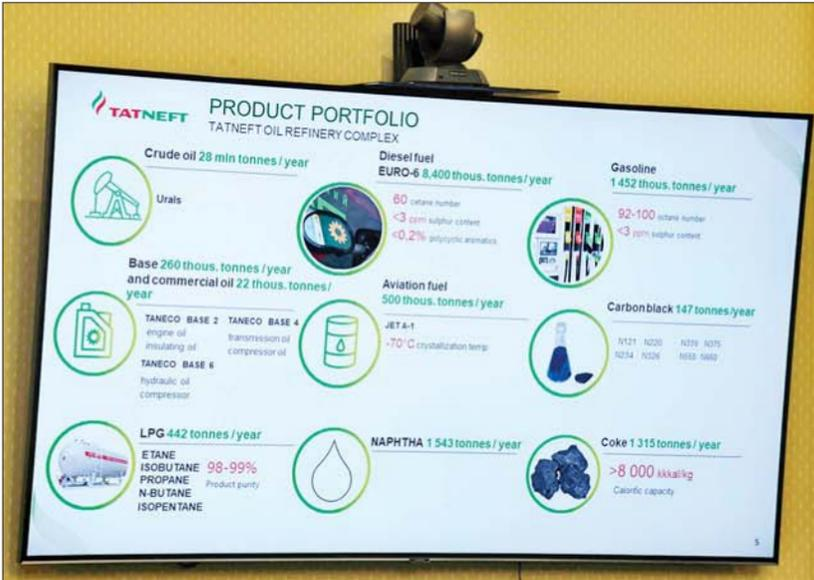 TATNEFT
PRODUCT PORTFOLIO
TATNEFT OIL REFINERY COMPLEX
Crude oil 28 mln tonnes / year
Urals
Diesel fuel
EURO-6 8,400 thous. tonnes / year
60 cetane number
<3 ppm sulphur content
<0,2% polycyclic aromatics
Gasoline
1 452 thous. tonnes / year
92-100 octane number
<3 ppm sulphur content
Base 260 thous. tonnes / year
and commercial oil 22 thous. tonnes /
year
TANECO BASE 2
engine oil
insulating oil
TANECO BASE 4
transmission oil
compressor oil
TANECO BASE 6
hydraulic oil
compressor
Aviation fuel
500 thous. tonnes / year
JET A-1
-70°C crystallization temp
Carbon black 147 tonnes/year
N121 N220 N339 N375
N234 N326 N550 N660
LPG 442 tonnes / year
ETANE
ISOBUTANE
PROPANE
N-BUTANE
ISOPENTANE
98-99%
Product purity
NAPHTHA 1 543 tonnes / year
Coke 1 315 tonnes / year
>8 000 kkkal/kg
Calorific capacity
5